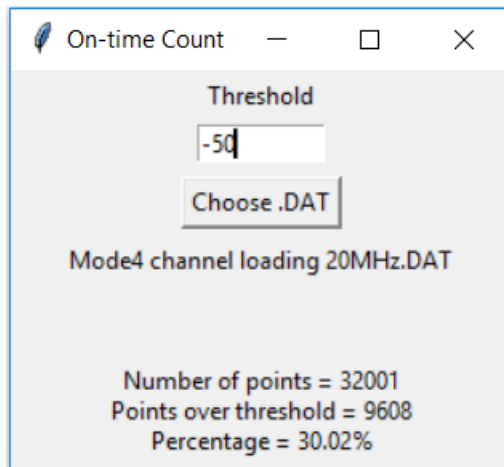 On-time Count
Threshold
-50
Choose .DAT
Mode4 channel loading 20MHz.DAT
Number of points = 32001
Points over threshold = 9608
Percentage = 30.02%